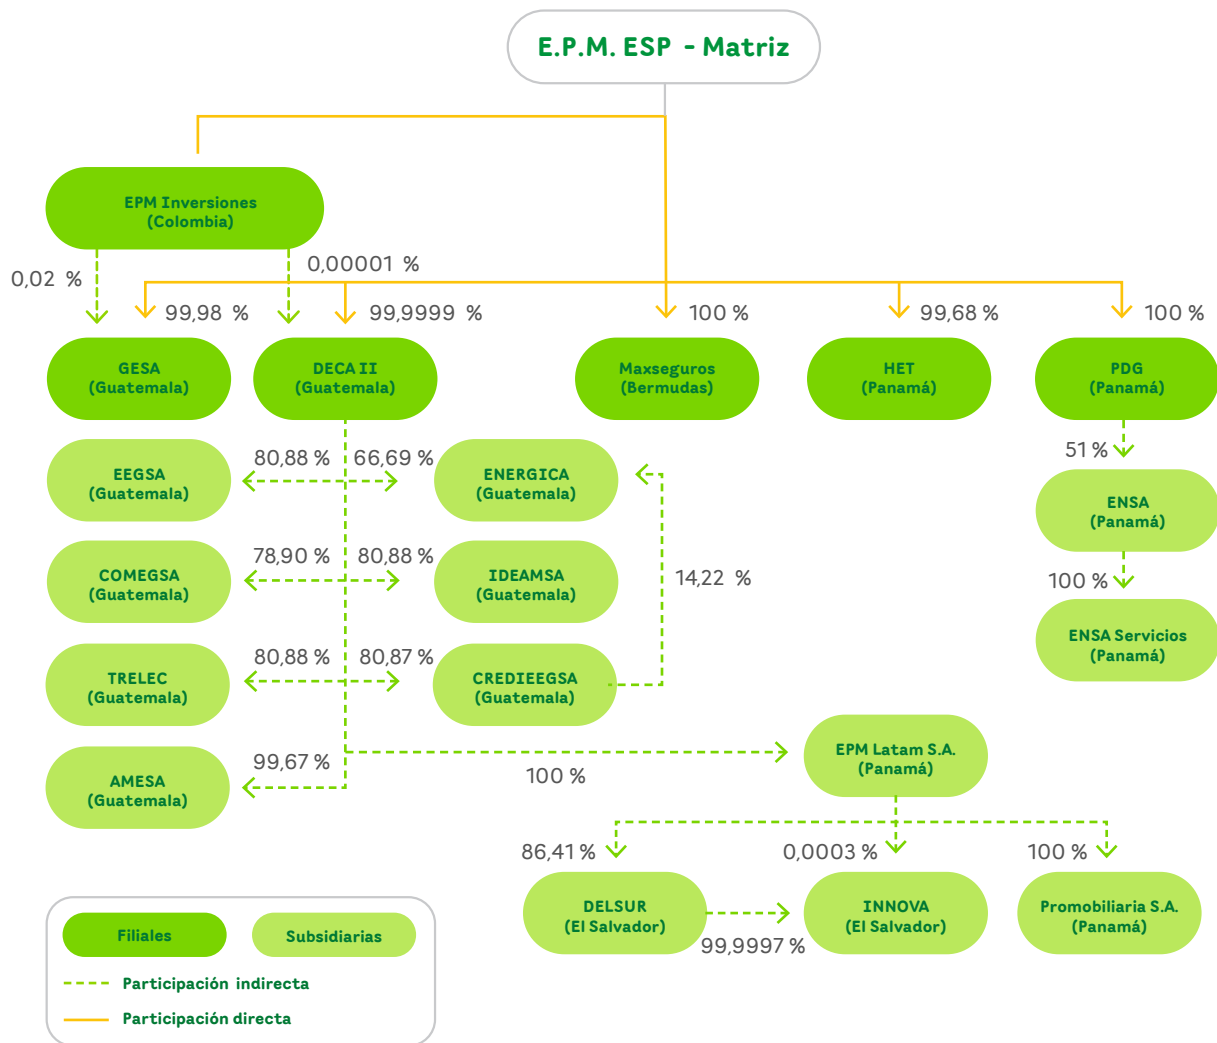 E.P.M. ESP - Matriz
EPM Inversiones
(Colombia)
0,02 %
0,00001 %
99,98 %
99,9999 %
100 %
99,68 %
100 %
GESA
(Guatemala)
DECA II
(Guatemala)
Maxseguros
(Bermudas)
HET
(Panamá)
PDG
(Panamá)
EEGSA
(Guatemala)
80,88 %
66,69 %
ENERGICA
(Guatemala)
51 %
ENSA
(Panamá)
COMEGSA
(Guatemala)
78,90 %
80,88 %
IDEAMSA
(Guatemala)
14,22 %
100 %
ENSA Servicios
(Panamá)
TRELEC
(Guatemala)
80,88 %
80,87 %
CREDIEEGSA
(Guatemala)
AMESA
(Guatemala)
99,67 %
100 %
EPM Latam S.A.
(Panamá)
86,41 %
0,0003 %
100 %
DELSUR
(El Salvador)
99,9997 %
INNOVA
(El Salvador)
Promobiliaria S.A.
(Panamá)
Filiales
Subsidiarias
Participación indirecta
Participación directa